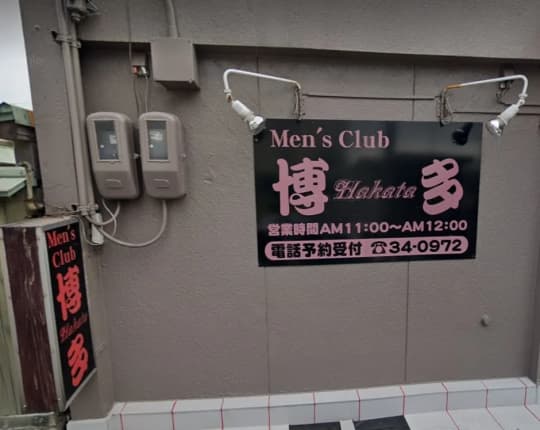 Men's Club
博 Hakata 多
営業時間AM11:00〜AM12:00
電話予約受付 ☎34-0972
Men's
Club
博
Hakata
多